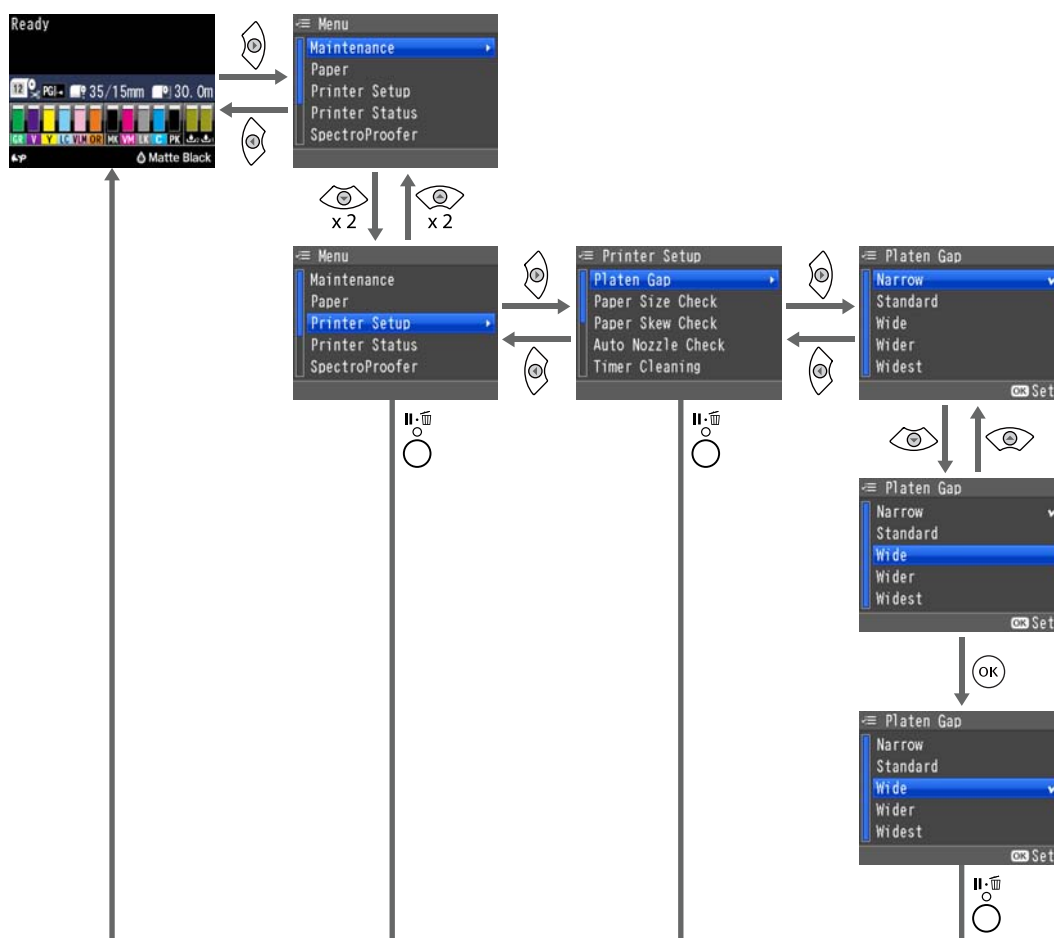 Ready
12 PGI 35/15mm 30.0m
GR V Y LC VLM OR MK VM LK C PK
Matte Black
Menu
Maintenance
Paper
Printer Setup
Printer Status
SpectroProofer
x 2
x 2
Menu
Maintenance
Paper
Printer Setup
Printer Status
SpectroProofer
Printer Setup
Platen Gap
Paper Size Check
Paper Skew Check
Auto Nozzle Check
Timer Cleaning
Platen Gap
Narrow
Standard
Wide
Wider
Widest
OK Set
Platen Gap
Narrow
Standard
Wide
Wider
Widest
OK Set
OK
Platen Gap
Narrow
Standard
Wide
Wider
Widest
OK Set